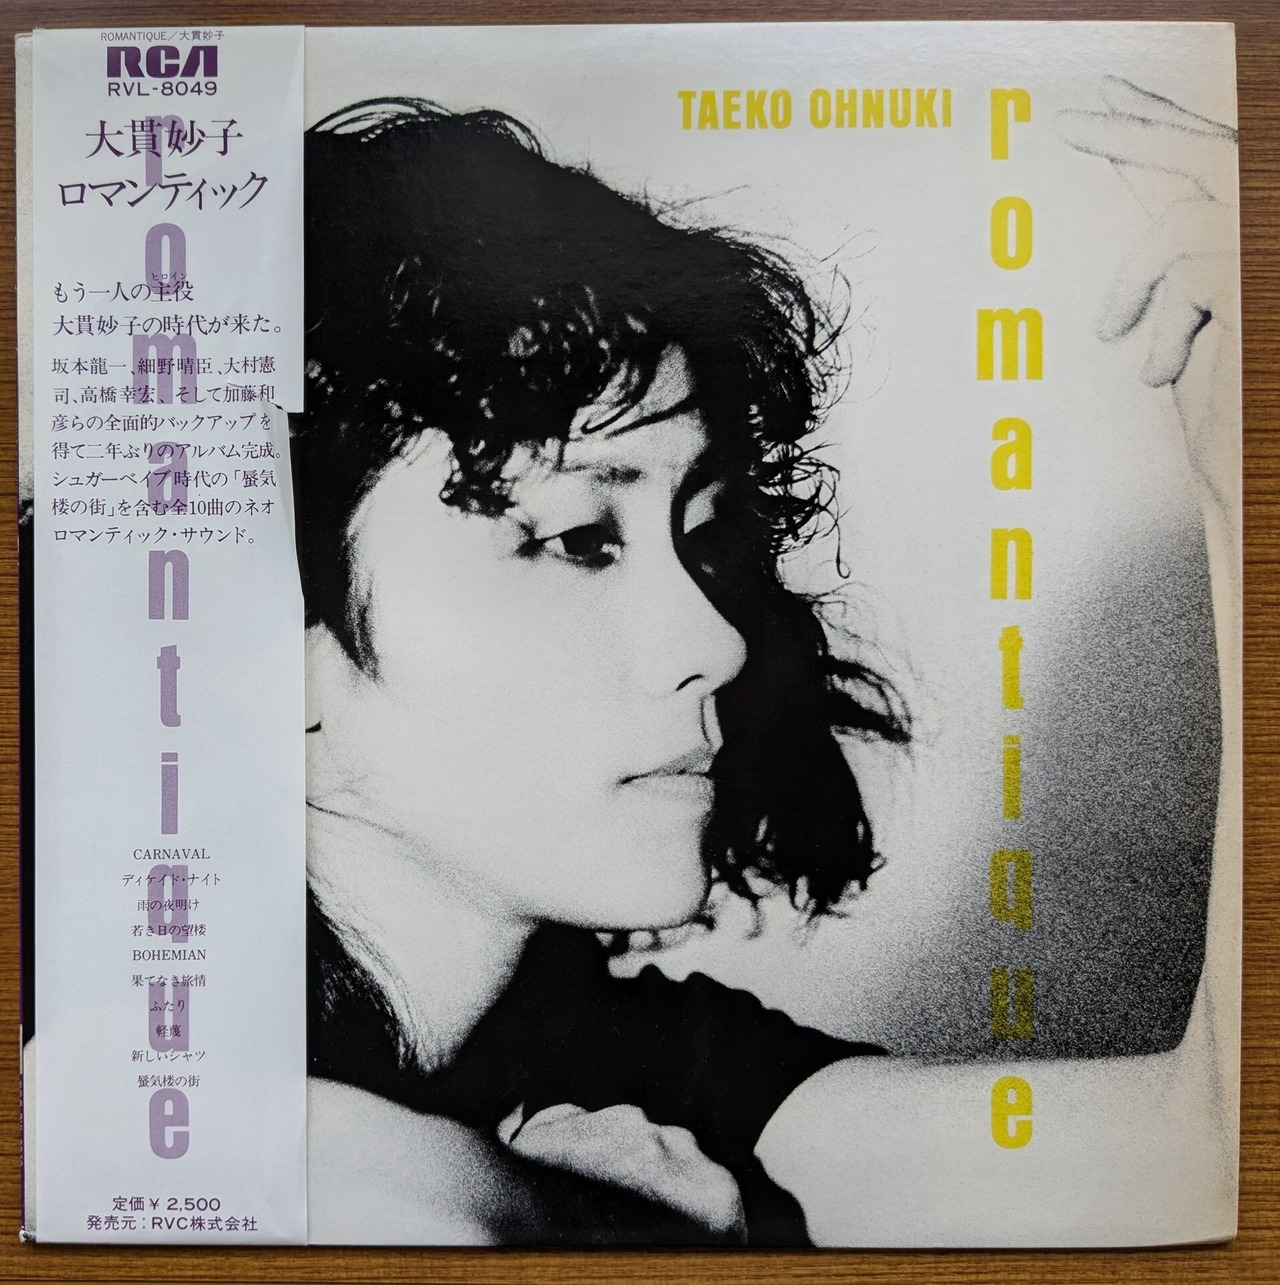 ROMANTIQUE／大貫妙子
RCA
RVL-8049
大貫妙子
ロマンティック
ヒロイン
もう一人の主役
大貫妙子の時代が来た。
坂本龍一、細野晴臣、大村憲
司、高橋幸宏、そして加藤和
彦らの全面的バックアップを
得て二年ぶりのアルバム完成。
シュガーベイブ時代の「蜃気
楼の街」を含む全10曲のネオ
ロマンティック・サウンド。
romantique
CARNAVAL
ディケイド・ナイト
雨の夜明け
若き日の望楼
BOHEMIAN
果てなき旅情
ふたり
軽蔑
新しいシャツ
蜃気楼の街
定価￥2,500
発売元：RVC株式会社
TAEKO OHNUKI
romantique